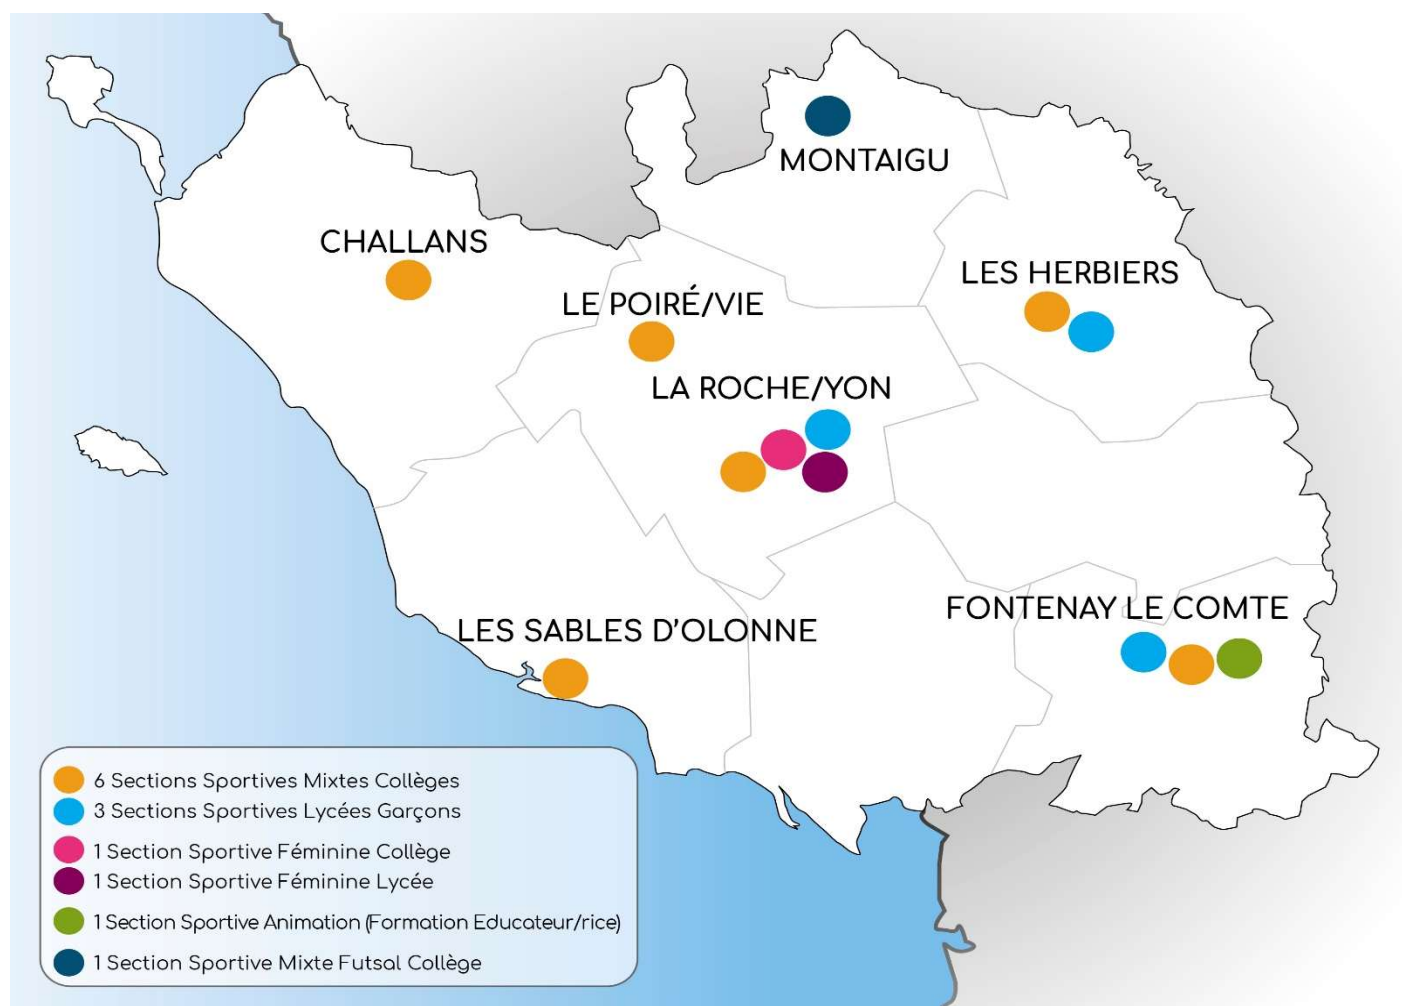 MONTAIGU
CHALLANS
LES HERBIERS
LE POIRÉ/VIE
LA ROCHE/YON
FONTENAY LE COMTE
LES SABLES D'OLONNE
6 Sections Sportives Mixtes Collèges
3 Sections Sportives Lycées Garçons
1 Section Sportive Féminine Collège
1 Section Sportive Féminine Lycée
1 Section Sportive Animation (Formation Educateur/rice)
1 Section Sportive Mixte Futsal Collège